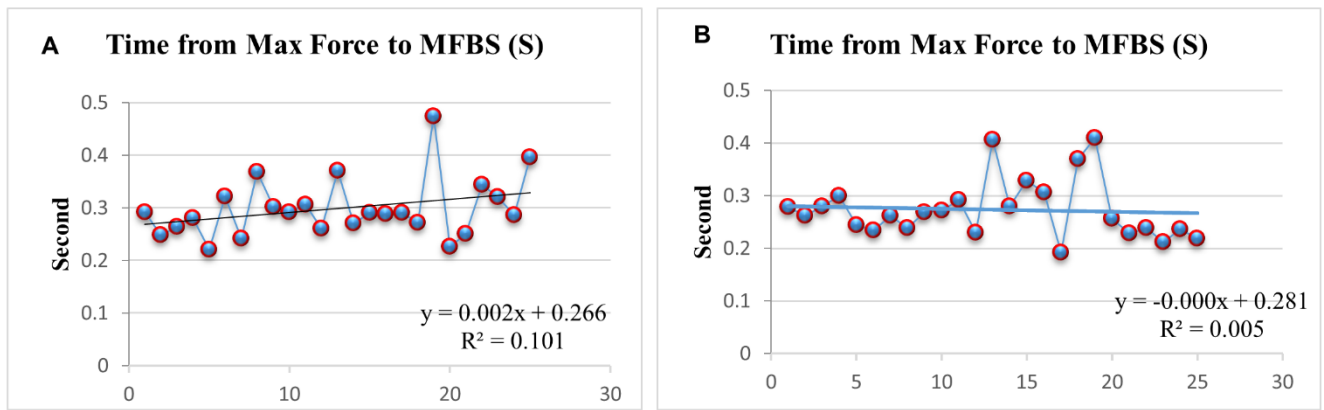 A Time from Max Force to MFBS (S)
Second
0.5
0.4
0.3
0.2
0.1
0
y = 0.002x + 0.266
R² = 0.101
0 10 20 30
B Time from Max Force to MFBS (S)
Second
0.5
0.4
0.3
0.2
0.1
0
y = -0.000x + 0.281
R² = 0.005
0 5 10 15 20 25 30